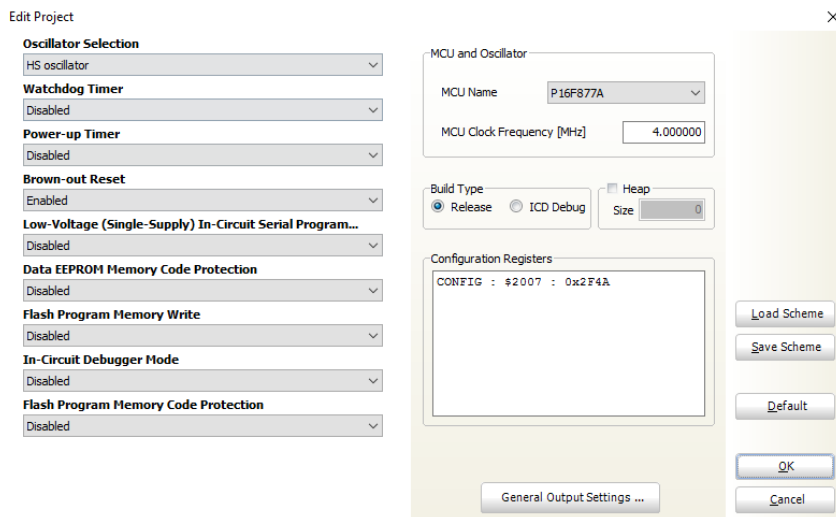 Edit Project
Oscillator Selection
HS oscillator
Watchdog Timer
Disabled
Power-up Timer
Disabled
Brown-out Reset
Enabled
Low-Voltage (Single-Supply) In-Circuit Serial Program...
Disabled
Data EEPROM Memory Code Protection
Disabled
Flash Program Memory Write
Disabled
In-Circuit Debugger Mode
Disabled
Flash Program Memory Code Protection
Disabled
MCU and Oscillator
MCU Name P16F877A
MCU Clock Frequency [MHz] 4.000000
Build Type
Release ICD Debug
Heap
Size 0
Configuration Registers
CONFIG : $2007 : 0x2F4A
General Output Settings ...
Load Scheme
Save Scheme
Default
OK
Cancel